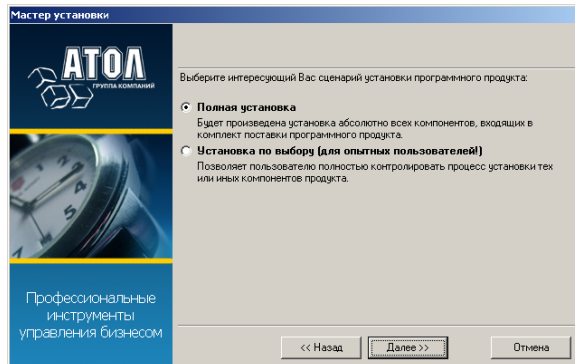 Мастер установки
АТОЛ
ГРУППА КОМПАНИЙ
Выберите интересующий Вас сценарий установки программного продукта:
Полная установка
Будет произведена установка абсолютно всех компонентов, входящих в
комплект поставки программного продукта.
Установка по выбору (для опытных пользователей!)
Позволяет пользователю полностью контролировать процесс установки тех
или иных компонентов продукта.
Профессиональные
инструменты
управления бизнесом
<< Назад
Далее >>
Отмена